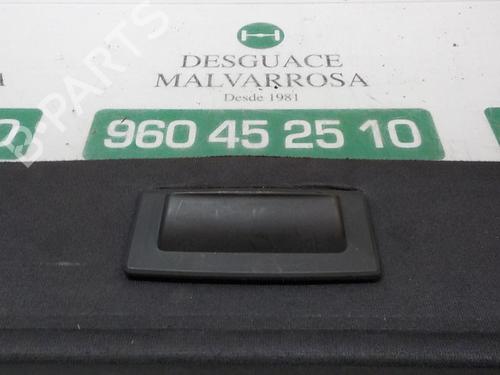 B-PARTS
DESGUACE
MALVARROSA
Desde 1981
960 45 25 10